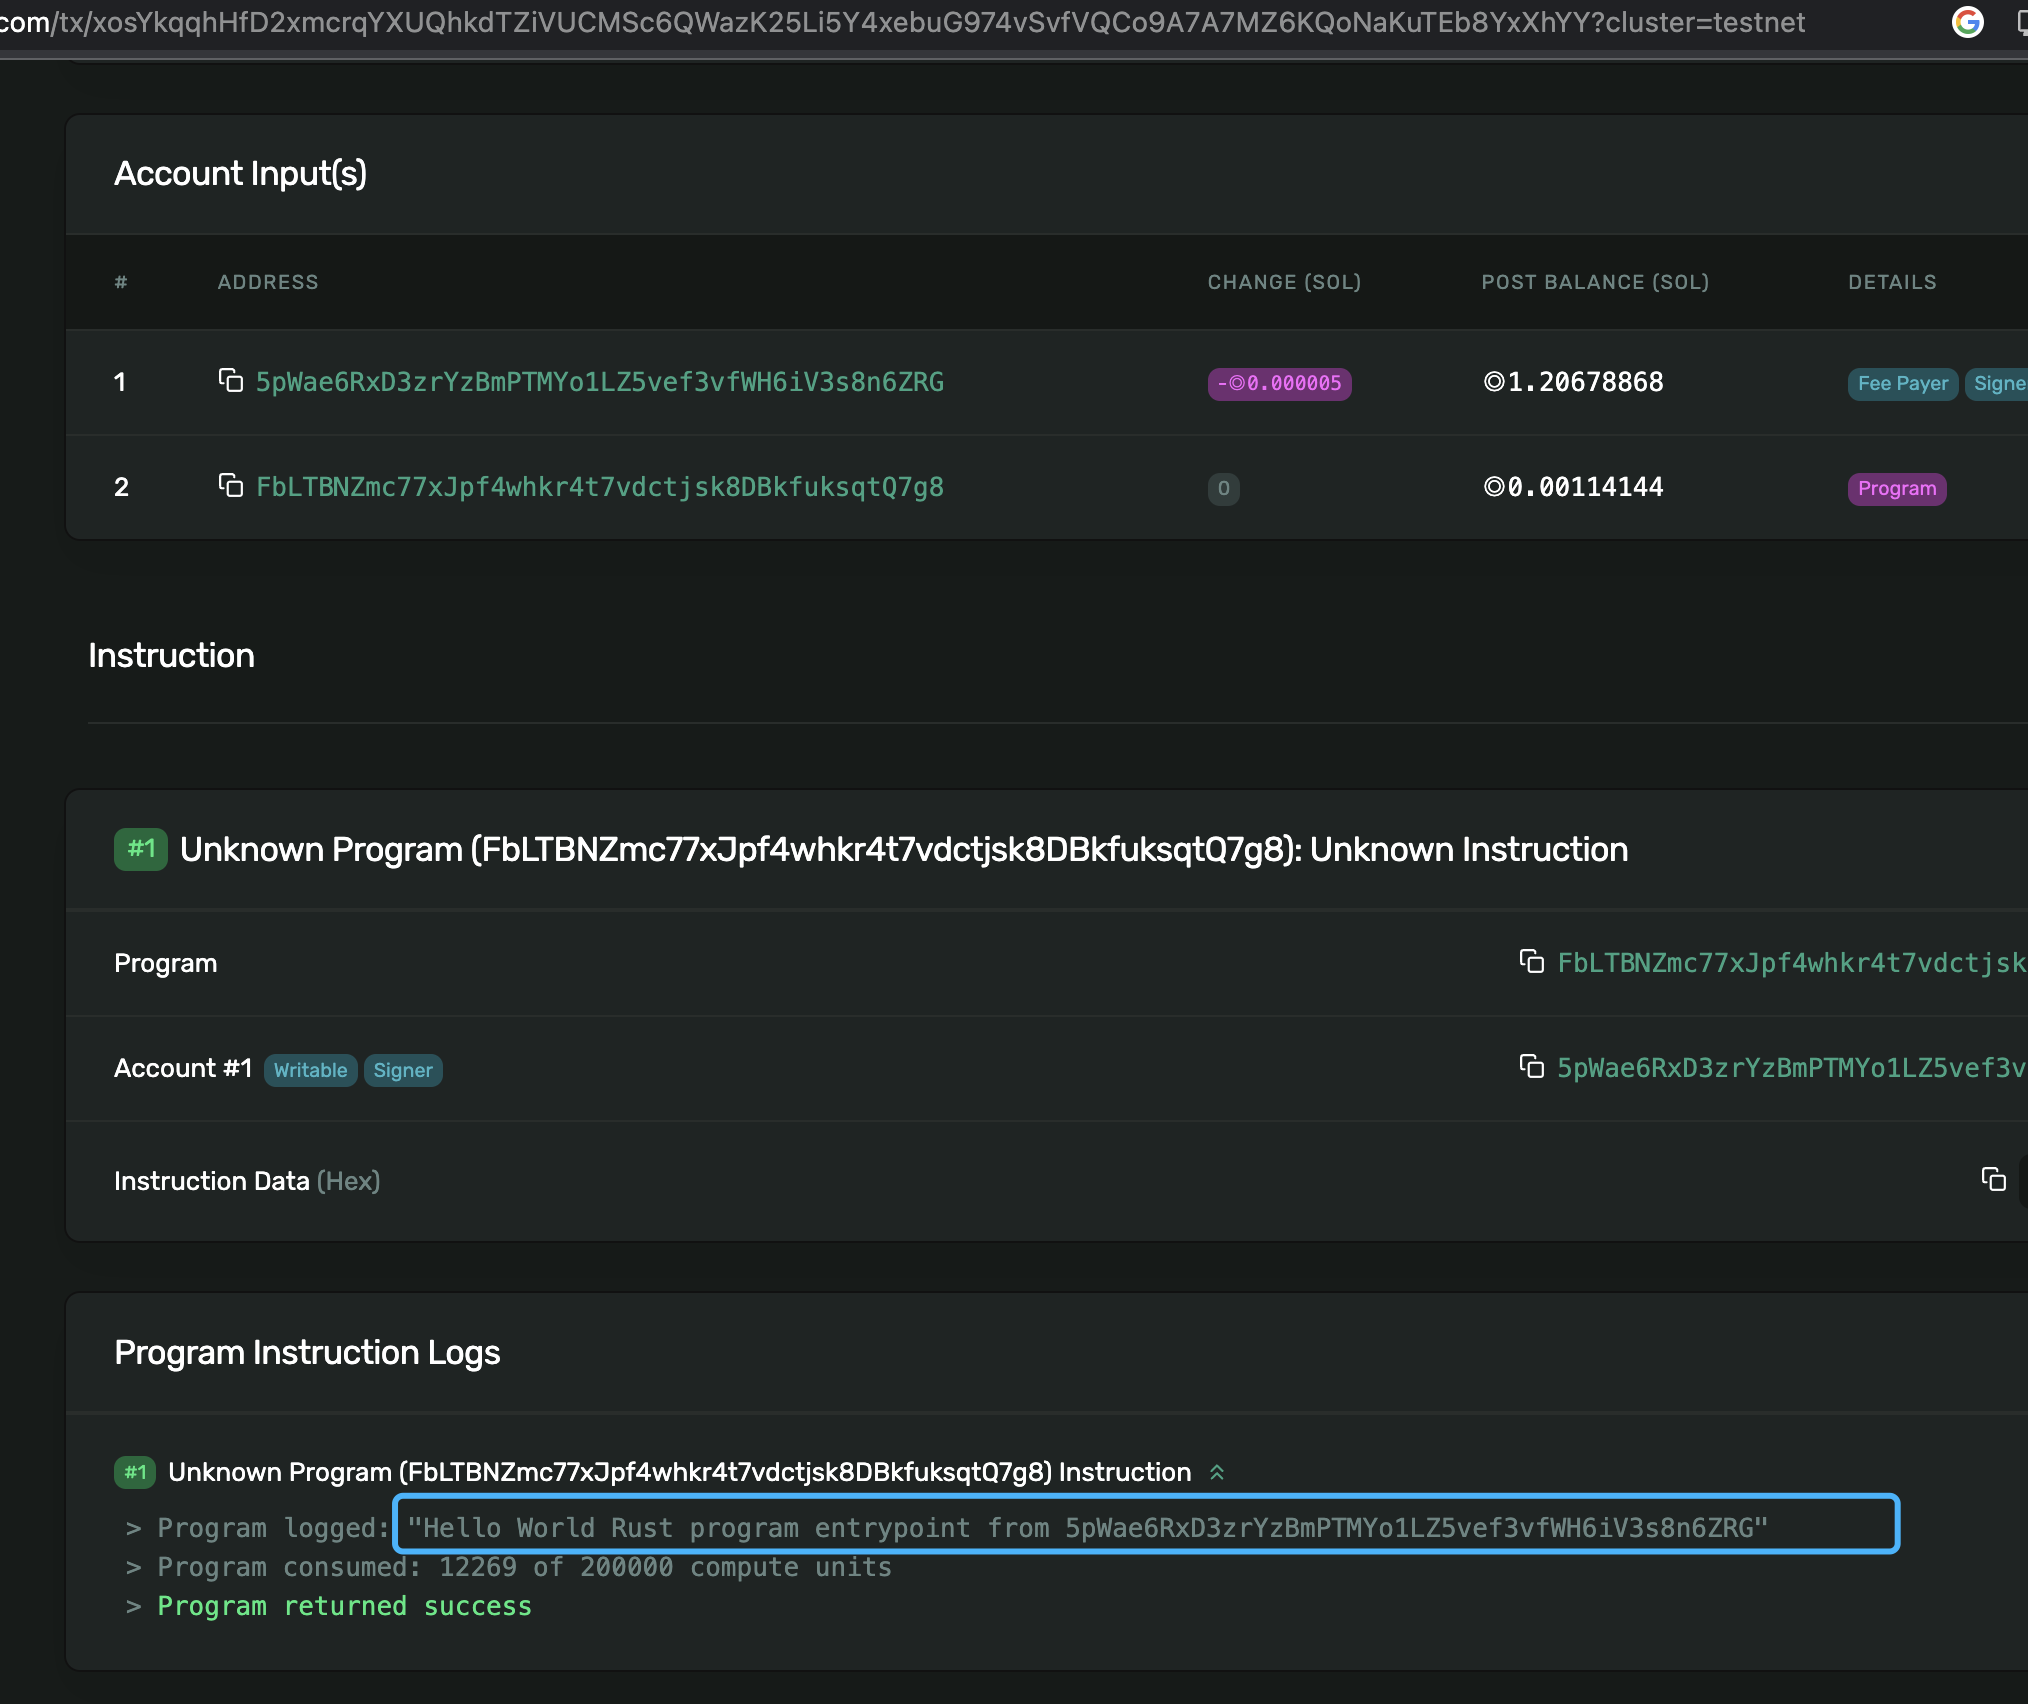 com/tx/xosYkqqhHfD2xmcrqYXUQhkdTZiVUCMSc6QWazK25Li5Y4xebuG974vSvfVQCo9A7A7MZ6KQoNaKuTEb8YxXhYY?cluster=testnet
Account Input(s)
# ADDRESS CHANGE (SOL) POST BALANCE (SOL) DETAILS
1 5pWae6RxD3zrYzBmPTMYo1LZ5vef3vfWH6iV3s8n6ZRG -◎0.000005 ◎1.20678868 Fee Payer Signe
2 FbLTBNZmc77xJpf4whkr4t7vdctjsk8DBkfuksqtQ7g8 0 ◎0.00114144 Program
Instruction
#1 Unknown Program (FbLTBNZmc77xJpf4whkr4t7vdctjsk8DBkfuksqtQ7g8): Unknown Instruction
Program FbLTBNZmc77xJpf4whkr4t7vdctjsk
Account #1 Writable Signer 5pWae6RxD3zrYzBmPTMYo1LZ5vef3v
Instruction Data (Hex)
Program Instruction Logs
#1 Unknown Program (FbLTBNZmc77xJpf4whkr4t7vdctjsk8DBkfuksqtQ7g8) Instruction
> Program logged: "Hello World Rust program entrypoint from 5pWae6RxD3zrYzBmPTMYo1LZ5vef3vfWH6iV3s8n6ZRG"
> Program consumed: 12269 of 200000 compute units
> Program returned success